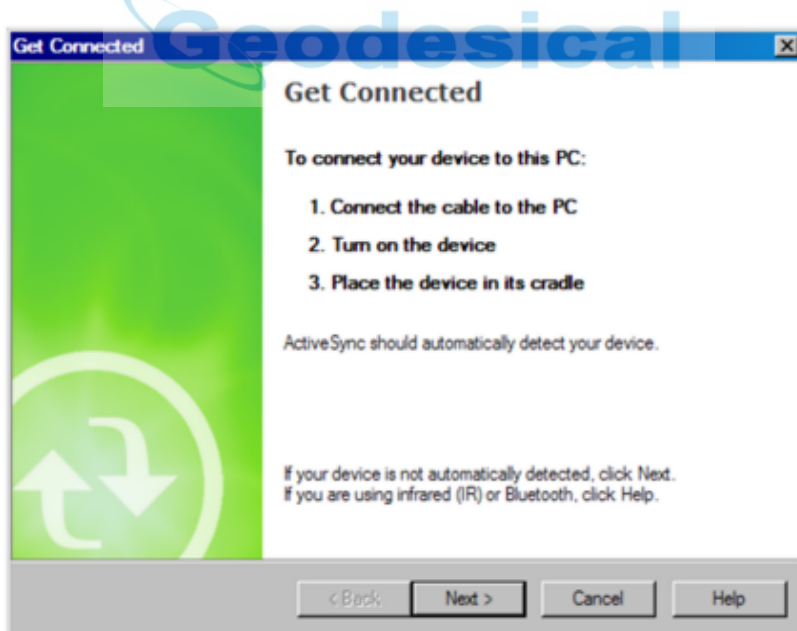 Geodesical
Get Connected
Get Connected
To connect your device to this PC:
1. Connect the cable to the PC
2. Turn on the device
3. Place the device in its cradle
ActiveSync should automatically detect your device.
If your device is not automatically detected, click Next.
If you are using infrared (IR) or Bluetooth, click Help.
< Back Next > Cancel Help